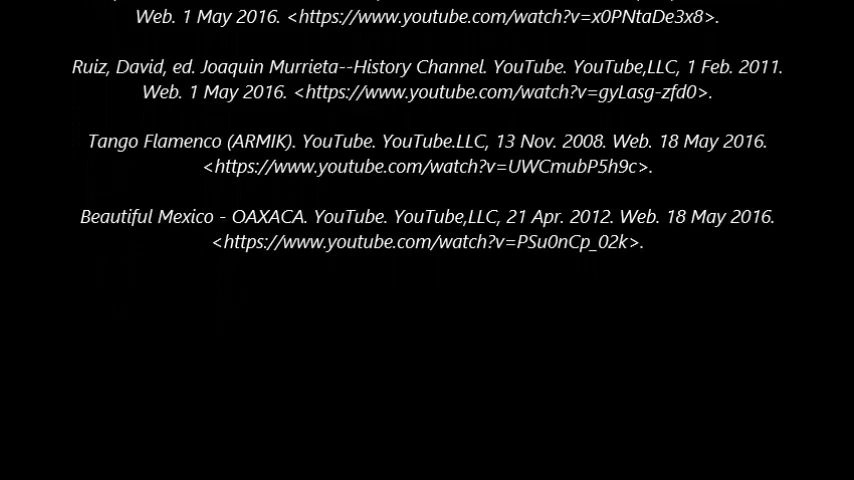 Web. 1 May 2016. <https://www.youtube.com/watch?v=x0PNtaDe3x8>.
Ruiz, David, ed. Joaquin Murrieta--History Channel. YouTube. YouTube,LLC, 1 Feb. 2011.
Web. 1 May 2016. <https://www.youtube.com/watch?v=gyLasg-zfd0>.
Tango Flamenco (ARMIK). YouTube. YouTube.LLC, 13 Nov. 2008. Web. 18 May 2016.
<https://www.youtube.com/watch?v=UWCmubP5h9c>.
Beautiful Mexico - OAXACA. YouTube. YouTube,LLC, 21 Apr. 2012. Web. 18 May 2016.
<https://www.youtube.com/watch?v=PSu0nCp_02k>.